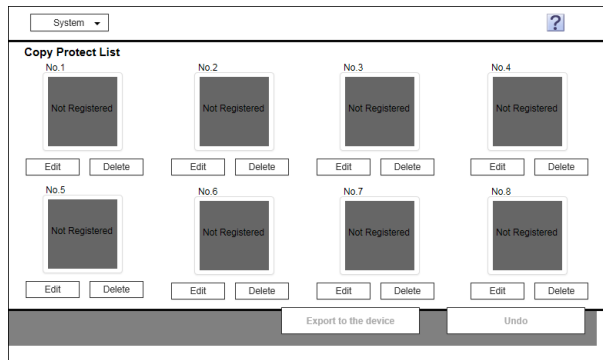 System
?
Copy Protect List
No.1 No.2 No.3 No.4
Not Registered Not Registered Not Registered Not Registered
Edit Delete Edit Delete Edit Delete Edit Delete
No.5 No.6 No.7 No.8
Not Registered Not Registered Not Registered Not Registered
Edit Delete Edit Delete Edit Delete Edit Delete
Export to the device Undo